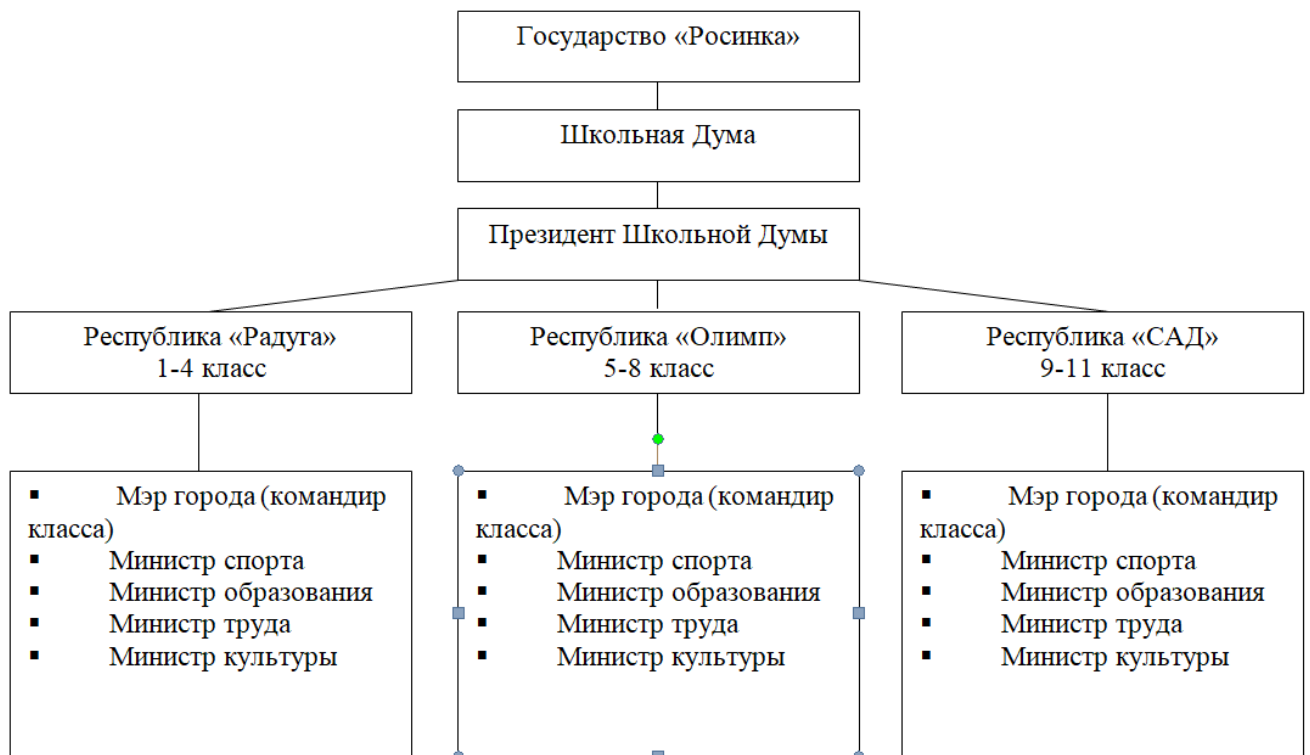 Государство «Росинка»
Школьная Дума
Президент Школьной Думы
Республика «Радуга»
1-4 класс
Республика «Олимп»
5-8 класс
Республика «САД»
9-11 класс
▪ Мэр города (командир
класса)
▪ Министр спорта
▪ Министр образования
▪ Министр труда
▪ Министр культуры
▪ Мэр города (командир
класса)
▪ Министр спорта
▪ Министр образования
▪ Министр труда
▪ Министр культуры
▪ Мэр города (командир
класса)
▪ Министр спорта
▪ Министр образования
▪ Министр труда
▪ Министр культуры